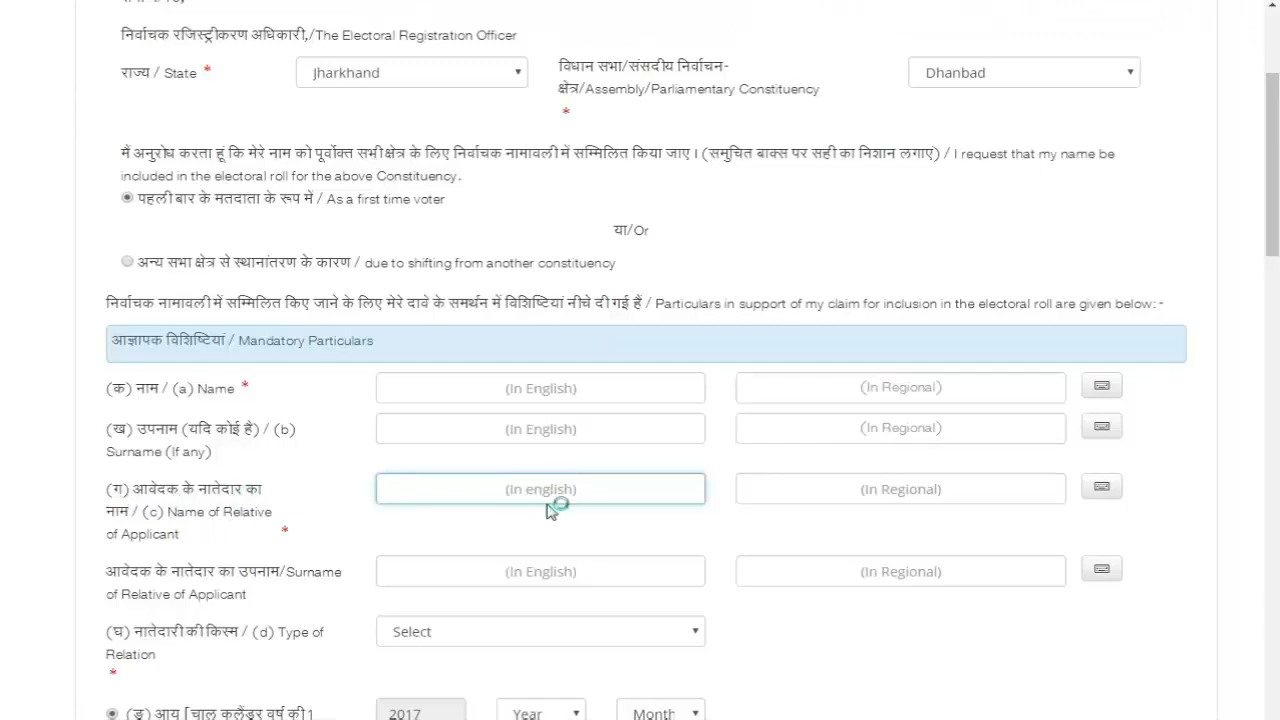 निर्वाचक रजिस्ट्रीकरण अधिकारी,/The Electoral Registration Officer
राज्य / State * Jharkhand विधान सभा/संसदीय निर्वाचन-
क्षेत्र/Assembly/Parliamentary Constituency Dhanbad
*
मैं अनुरोध करता हूं कि मेरे नाम को पूर्वोक्त सभी क्षेत्र के लिए निर्वाचक नामावली में सम्मिलित किया जाए । (समुचित बाक्स पर सही का निशान लगाएं) / I request that my name be
included in the electoral roll for the above Constituency.
पहली बार के मतदाता के रूप में / As a first time voter
या/Or
अन्य सभा क्षेत्र से स्थानांतरण के कारण / due to shifting from another constituency
निर्वाचक नामावली में सम्मिलित किए जाने के लिए मेरे दावे के समर्थन में विशिष्टियां नीचे दी गई हैं / Particulars in support of my claim for inclusion in the electoral roll are given below: -
आज्ञापक विशिष्टियां / Mandatory Particulars
(क) नाम / (a) Name * (In English) (In Regional)
(ख) उपनाम (यदि कोई है) / (b) (In English) (In Regional)
Surname (If any)
(ग) आवेदक के नातेदार का (In english) (In Regional)
नाम / (c) Name of Relative
of Applicant *
आवेदक के नातेदार का उपनाम/Surname (In English) (In Regional)
of Relative of Applicant
(घ) नातेदारी की किस्म / (d) Type of Select
Relation
*
(ङ) आयु [चालू कलैंडर वर्ष की 1 2017 Year Month